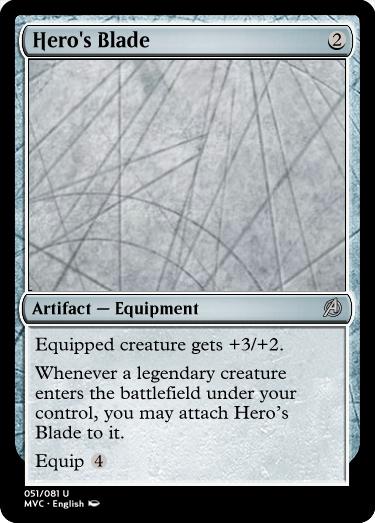 Hero's Blade 2
Artifact — Equipment
Equipped creature gets +3/+2.
Whenever a legendary creature
enters the battlefield under your
control, you may attach Hero's
Blade to it.
Equip 4
051/081 U
MVC • English